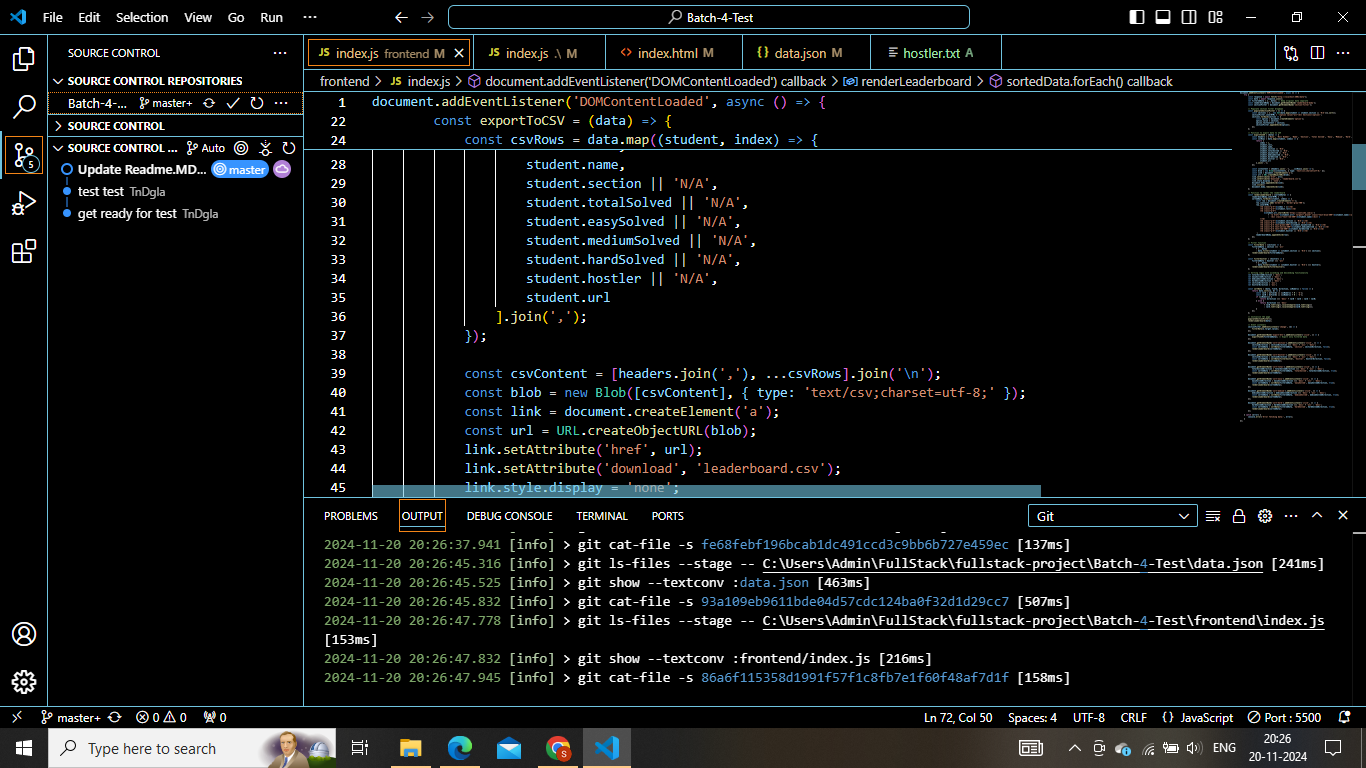 File Edit Selection View Go Run ··· Batch-4-Test
SOURCE CONTROL ···
SOURCE CONTROL REPOSITORIES
Batch-4-... master+ ···
SOURCE CONTROL
SOURCE CONTROL ... Auto
Update Readme.MD... master
test test TnDgla
get ready for test TnDgla
5
JS index.js frontend M
JS index.js .\ M
<> index.html M
{} data.json M
hostler.txt A
frontend > JS index.js > document.addEventListener('DOMContentLoaded') callback > renderLeaderboard > sortedData.forEach() callback
1 document.addEventListener('DOMContentLoaded', async () => {
22 const exportToCSV = (data) => {
24 const csvRows = data.map((student, index) => {
28 student.name,
29 student.section || 'N/A',
30 student.totalSolved || 'N/A',
31 student.easySolved || 'N/A',
32 student.mediumSolved || 'N/A',
33 student.hardSolved || 'N/A',
34 student.hostler || 'N/A',
35 student.url
36 ].join(',');
37 });
38
39 const csvContent = [headers.join(','), ...csvRows].join('\n');
40 const blob = new Blob([csvContent], { type: 'text/csv;charset=utf-8;' });
41 const link = document.createElement('a');
42 const url = URL.createObjectURL(blob);
43 link.setAttribute('href', url);
44 link.setAttribute('download', 'leaderboard.csv');
45 link.style.display = 'none';
PROBLEMS OUTPUT DEBUG CONSOLE TERMINAL PORTS Git ···
2024-11-20 20:26:37.941 [info] > git cat-file -s fe68febf196bcab1dc491ccd3c9bb6b727e459ec [137ms]
2024-11-20 20:26:45.316 [info] > git ls-files --stage -- C:\Users\Admin\FullStack\fullstack-project\Batch-4-Test\data.json [241ms]
2024-11-20 20:26:45.525 [info] > git show --textconv :data.json [463ms]
2024-11-20 20:26:45.832 [info] > git cat-file -s 93a109eb9611bde04d57cdc124ba0f32d1d29cc7 [507ms]
2024-11-20 20:26:47.778 [info] > git ls-files --stage -- C:\Users\Admin\FullStack\fullstack-project\Batch-4-Test\frontend\index.js
[153ms]
2024-11-20 20:26:47.832 [info] > git show --textconv :frontend/index.js [216ms]
2024-11-20 20:26:47.945 [info] > git cat-file -s 86a6f115358d1991f57f1c8fb7e1f60f48af7d1f [158ms]
master+ 0 0 0 Ln 72, Col 50 Spaces: 4 UTF-8 CRLF {} JavaScript Port : 5500
Type here to search
S
ENG
20:26
20-11-2024